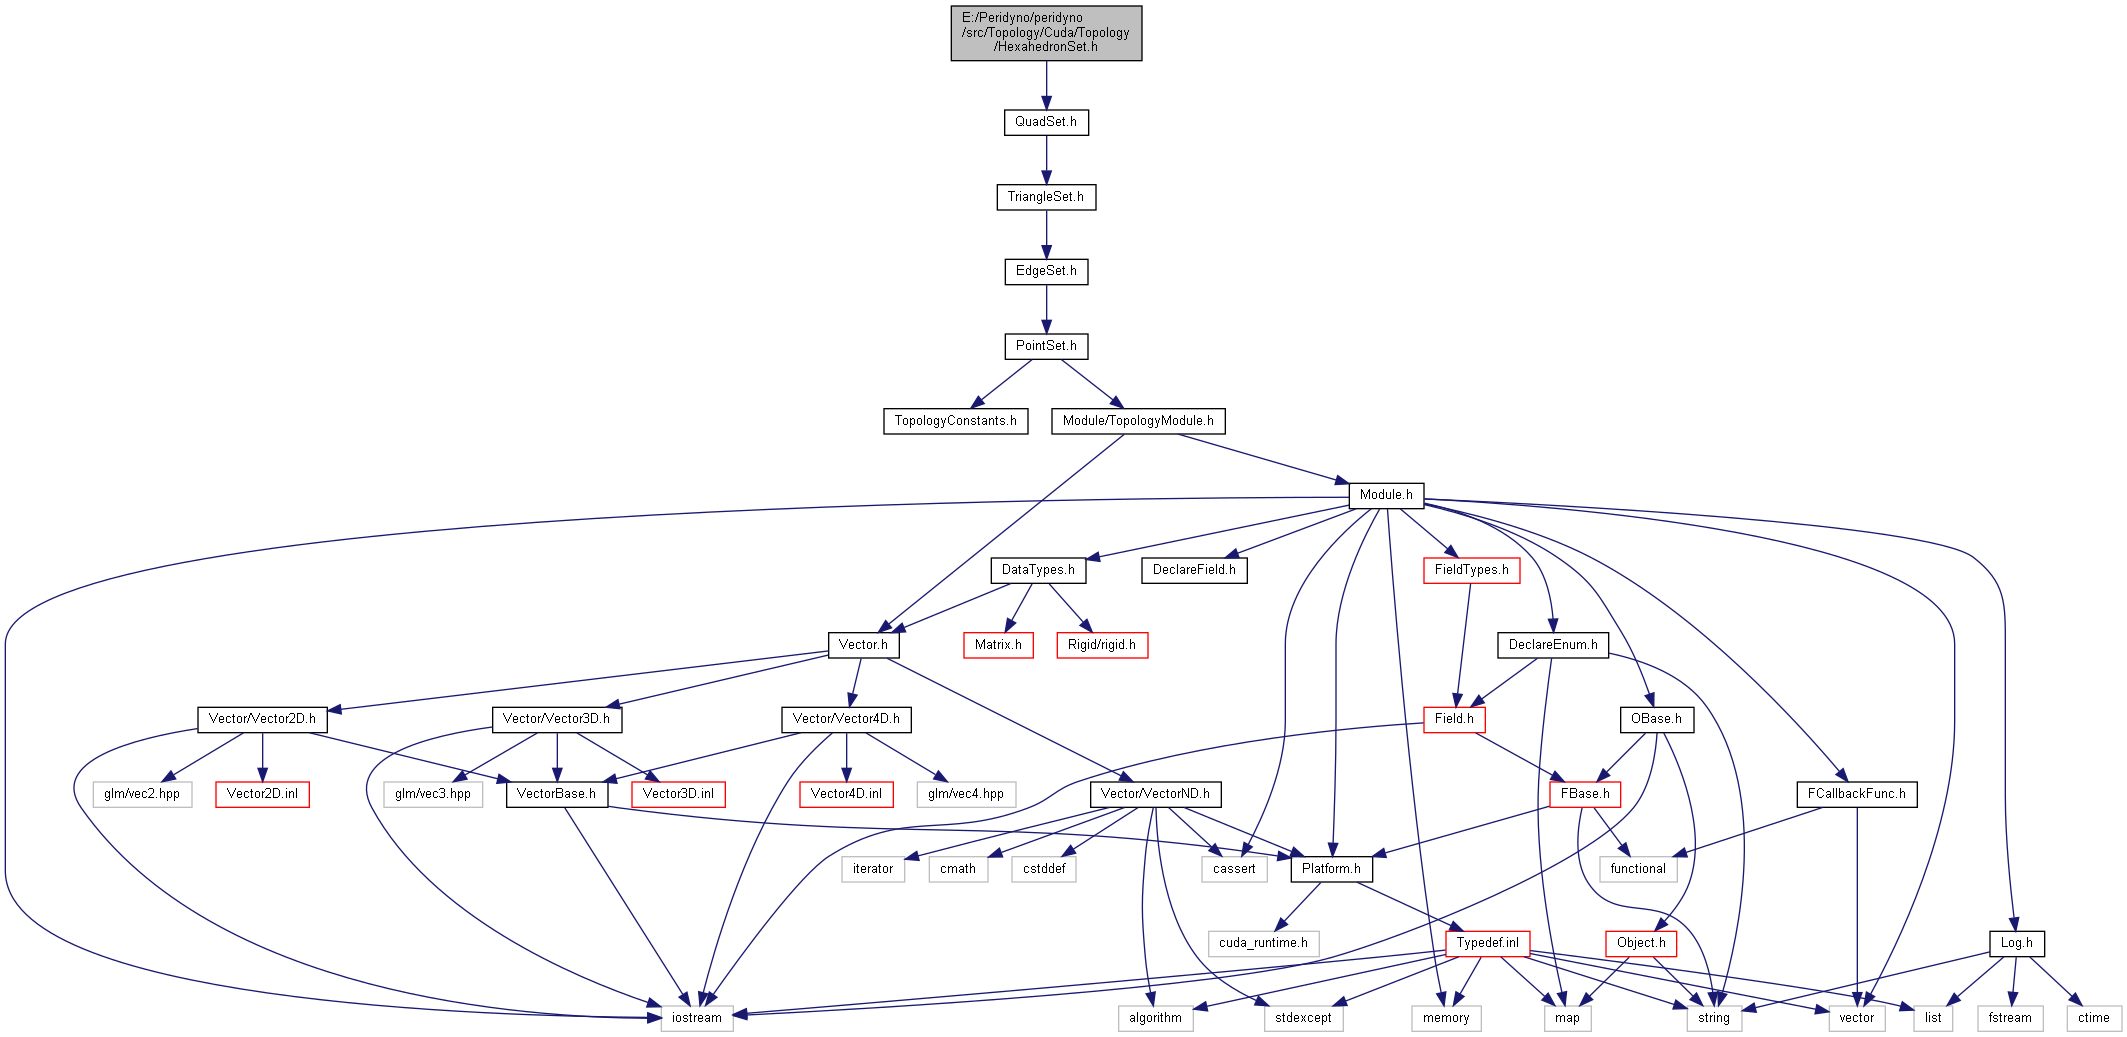 E:/Peridyno/peridyno
/src/Topology/Cuda/Topology
/HexahedronSet.h
QuadSet.h
TriangleSet.h
EdgeSet.h
PointSet.h
TopologyConstants.h
Module/TopologyModule.h
Module.h
DataTypes.h
DeclareField.h
FieldTypes.h
Vector.h
Matrix.h
Rigid/rigid.h
DeclareEnum.h
Vector/Vector2D.h
Vector/Vector3D.h
Vector/Vector4D.h
Field.h
OBase.h
glm/vec2.hpp
Vector2D.inl
glm/vec3.hpp
VectorBase.h
Vector3D.inl
Vector4D.inl
glm/vec4.hpp
Vector/VectorND.h
FBase.h
FCallbackFunc.h
iterator
cmath
cstddef
cassert
Platform.h
functional
cuda_runtime.h
Typedef.inl
Object.h
Log.h
iostream
algorithm
stdexcept
memory
map
string
vector
list
fstream
ctime